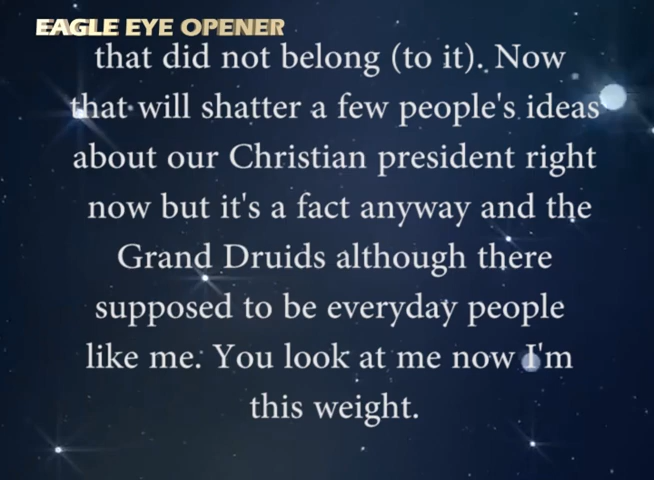 EAGLE EYE OPENER
that did not belong (to it). Now
that will shatter a few people's ideas
about our Christian president right
now but it's a fact anyway and the
Grand Druids although there
supposed to be everyday people
like me. You look at me now I'm
this weight.